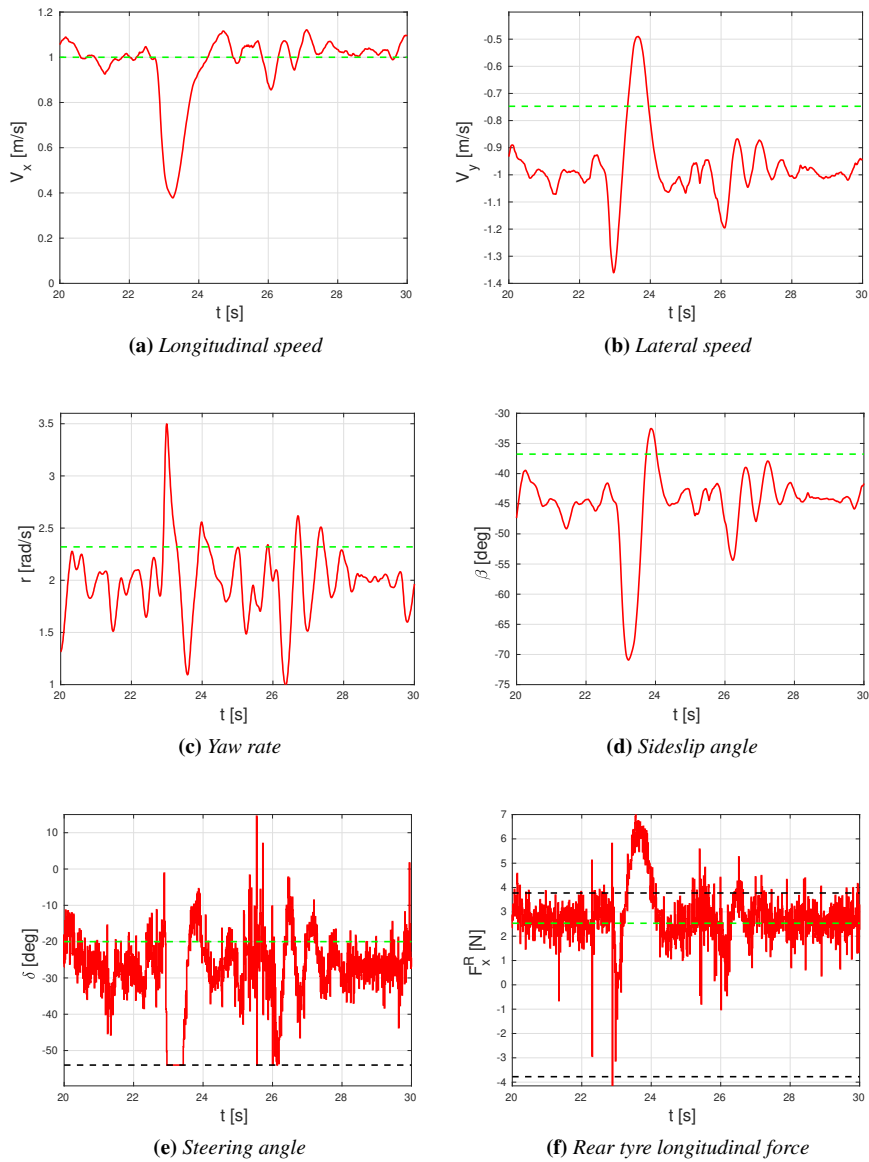 1.2
1
0.8
0.6
0.4
0.2
0
V_x [m/s]
20 22 24 26 28 30
t [s]
(a) Longitudinal speed
-0.5
-0.6
-0.7
-0.8
-0.9
-1
-1.1
-1.2
-1.3
-1.4
V_y [m/s]
20 22 24 26 28 30
t [s]
(b) Lateral speed
3.5
3
2.5
2
1.5
1
r [rad/s]
20 22 24 26 28 30
t [s]
(c) Yaw rate
-30
-35
-40
-45
-50
-55
-60
-65
-70
-75
β [deg]
20 22 24 26 28 30
t [s]
(d) Sideslip angle
10
0
-10
-20
-30
-40
-50
δ [deg]
20 22 24 26 28 30
t [s]
(e) Steering angle
7
6
5
4
3
2
1
0
-1
-2
-3
-4
F_x^R [N]
20 22 24 26 28 30
t [s]
(f) Rear tyre longitudinal force